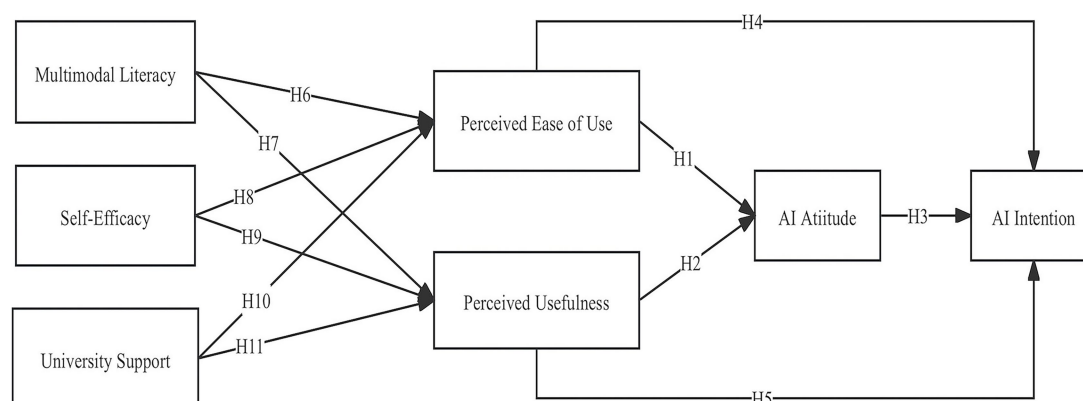 H4
Multimodal Literacy
H6
Perceived Ease of Use
H7
H1
H8
Self-Efficacy
AI Atiitude
H3
AI Intention
H9
H2
H10
Perceived Usefulness
H11
University Support
H5